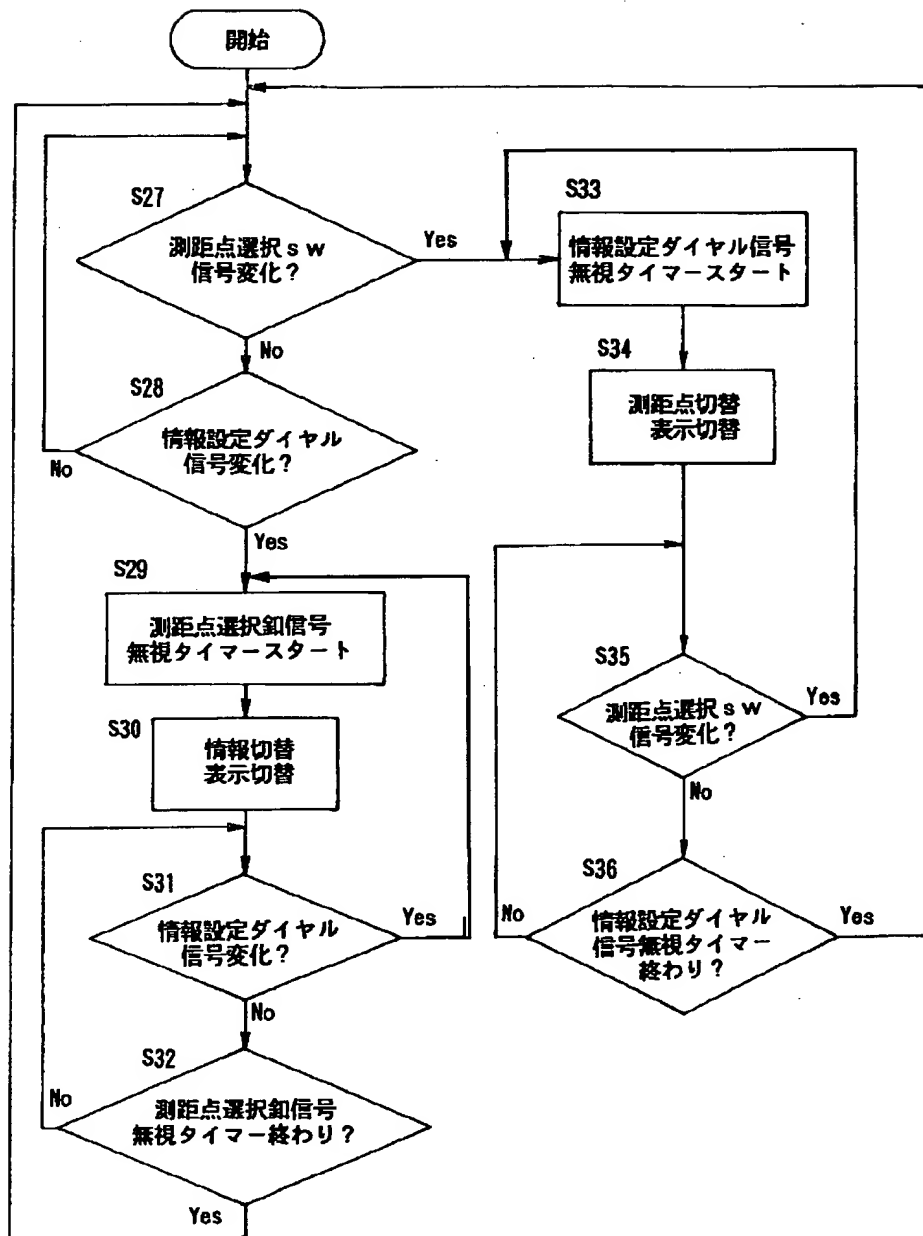 開始
S27
測距点選択sw
信号変化?
Yes
No
S28
情報設定ダイヤル
信号変化?
No
Yes
S29
測距点選択釦信号
無視タイマースタート
S30
情報切替
表示切替
S31
情報設定ダイヤル
信号変化?
Yes
No
S32
測距点選択釦信号
無視タイマー終わり?
No
Yes
S33
情報設定ダイヤル信号
無視タイマースタート
S34
測距点切替
表示切替
S35
測距点選択sw
信号変化?
Yes
No
S36
情報設定ダイヤル
信号無視タイマー
終わり?
No
Yes